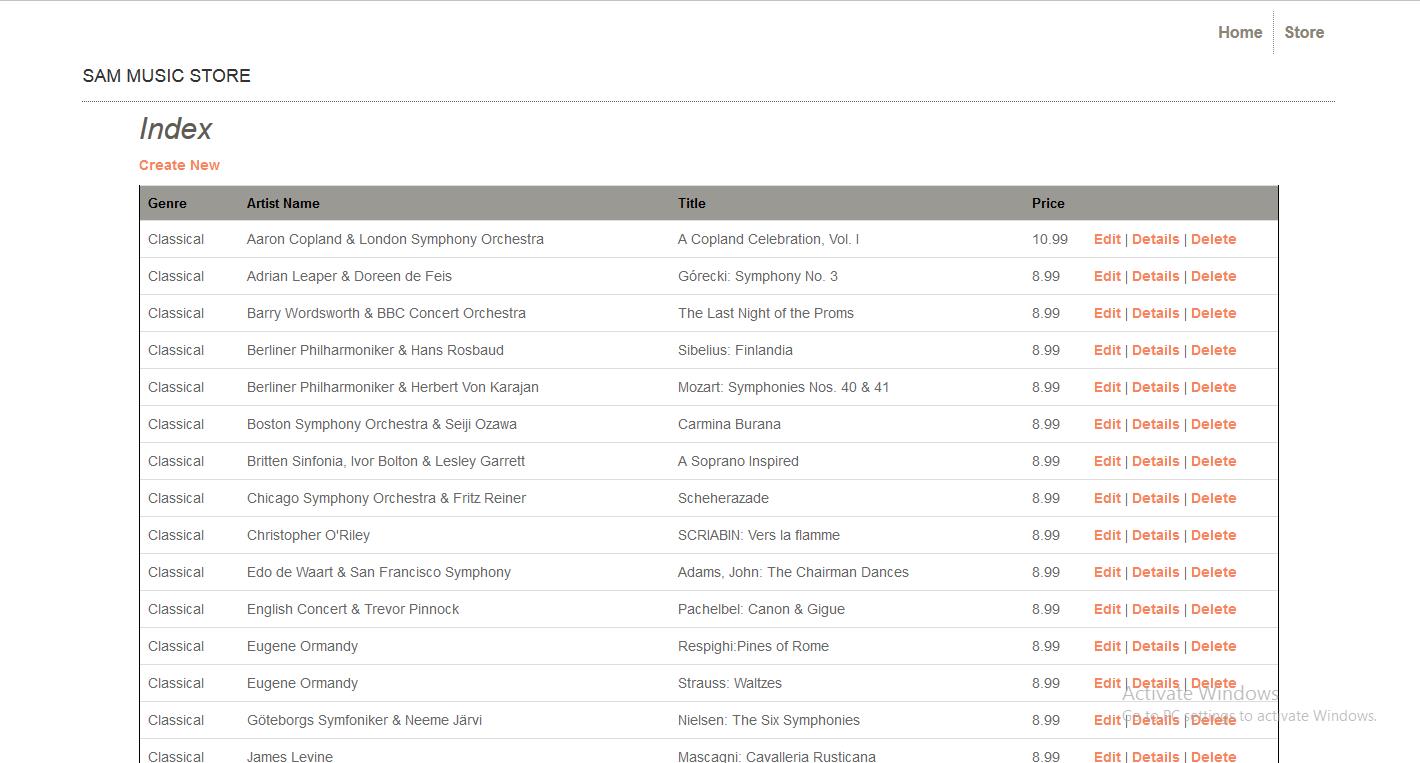 Home Store
SAM MUSIC STORE
Index
Create New
Genre Artist Name Title Price
Classical Aaron Copland & London Symphony Orchestra A Copland Celebration, Vol. I 10.99 Edit | Details | Delete
Classical Adrian Leaper & Doreen de Feis Górecki: Symphony No. 3 8.99 Edit | Details | Delete
Classical Barry Wordsworth & BBC Concert Orchestra The Last Night of the Proms 8.99 Edit | Details | Delete
Classical Berliner Philharmoniker & Hans Rosbaud Sibelius: Finlandia 8.99 Edit | Details | Delete
Classical Berliner Philharmoniker & Herbert Von Karajan Mozart: Symphonies Nos. 40 & 41 8.99 Edit | Details | Delete
Classical Boston Symphony Orchestra & Seiji Ozawa Carmina Burana 8.99 Edit | Details | Delete
Classical Britten Sinfonia, Ivor Bolton & Lesley Garrett A Soprano Inspired 8.99 Edit | Details | Delete
Classical Chicago Symphony Orchestra & Fritz Reiner Scheherazade 8.99 Edit | Details | Delete
Classical Christopher O'Riley SCRIABIN: Vers la flamme 8.99 Edit | Details | Delete
Classical Edo de Waart & San Francisco Symphony Adams, John: The Chairman Dances 8.99 Edit | Details | Delete
Classical English Concert & Trevor Pinnock Pachelbel: Canon & Gigue 8.99 Edit | Details | Delete
Classical Eugene Ormandy Respighi:Pines of Rome 8.99 Edit | Details | Delete
Classical Eugene Ormandy Strauss: Waltzes 8.99 Edit | Details | Delete
Activate Windows
Go to PC settings to activate Windows.
Classical Göteborgs Symfoniker & Neeme Järvi Nielsen: The Six Symphonies 8.99 Edit | Details | Delete
Classical James Levine Mascagni: Cavalleria Rusticana 8.99 Edit | Details | Delete